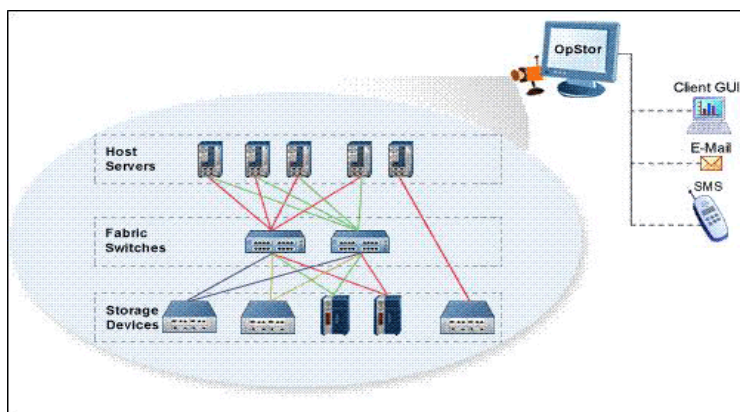 OpStor
Client GUI
E-Mail
SMS
Host
Servers
Fabric
Switches
Storage
Devices